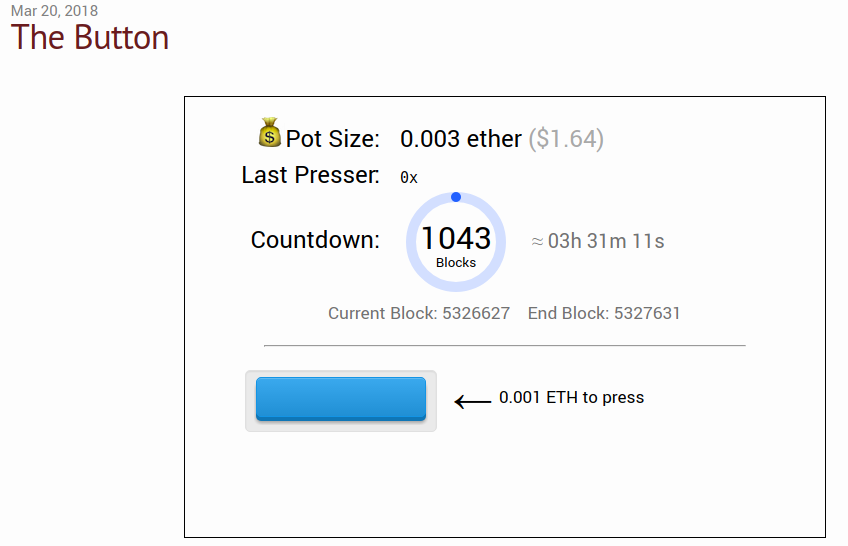 Mar 20, 2018
The Button
Pot Size: 0.003 ether ($1.64)
Last Presser: 0x
Countdown: 1043 ≈ 03h 31m 11s
Blocks
Current Block: 5326627 End Block: 5327631
← 0.001 ETH to press